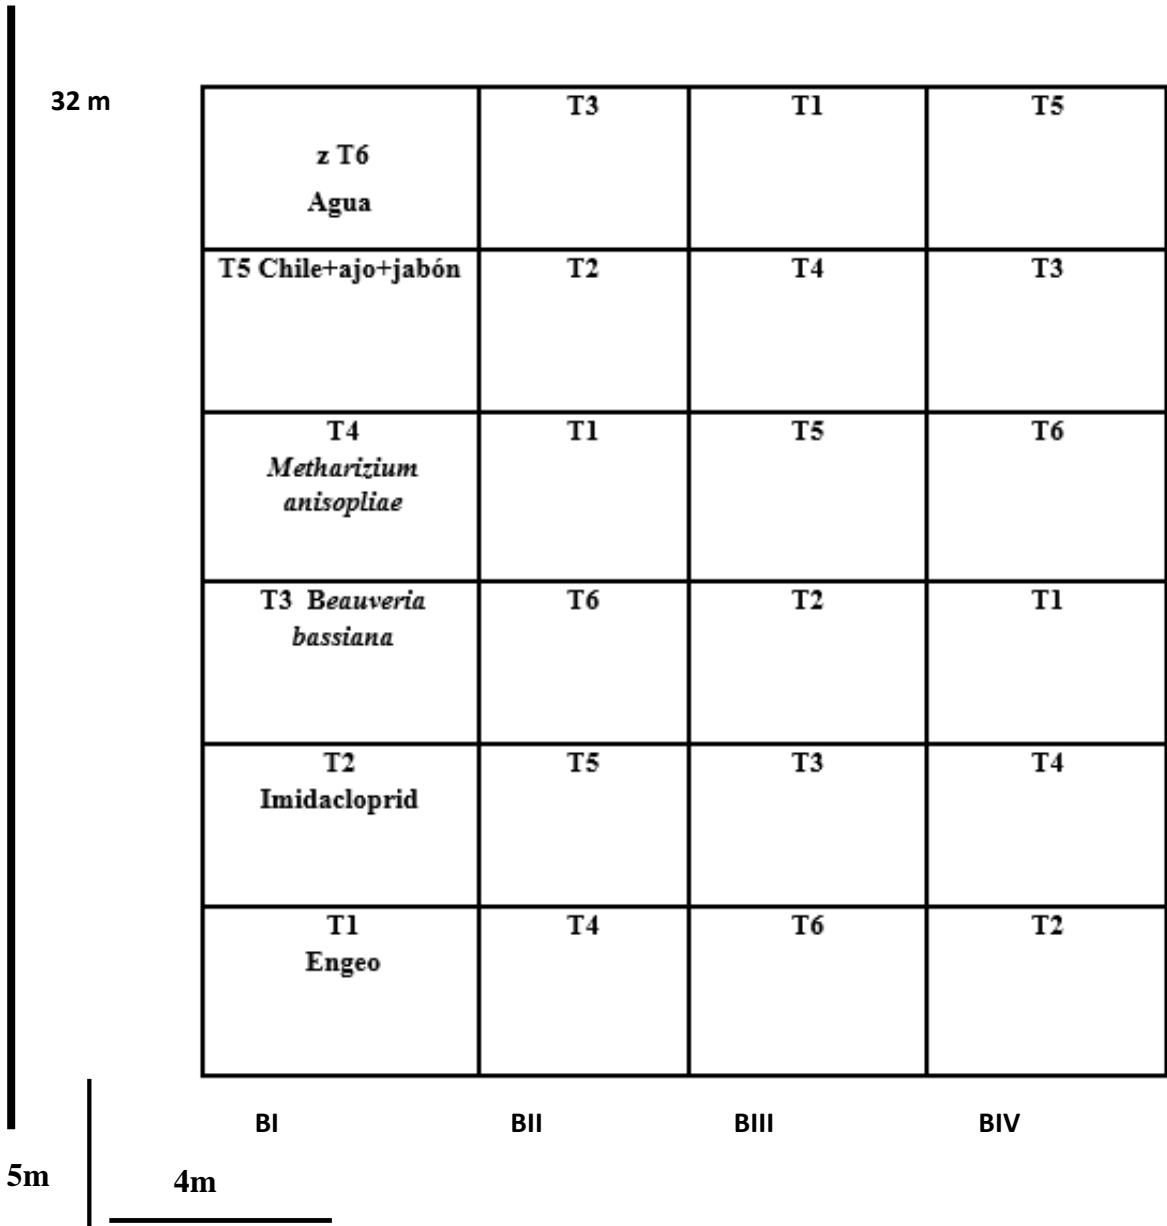 32 m
T3
T1
T5
z T6
Agua
T5 Chile+ajo+jabón
T2
T4
T3
T4
Metharizium
anisopliae
T1
T5
T6
T3 Beauveria
bassiana
T6
T2
T1
T2
Imidacloprid
T5
T3
T4
T1
Engeo
T4
T6
T2
BI
BII
BIII
BIV
5m
4m